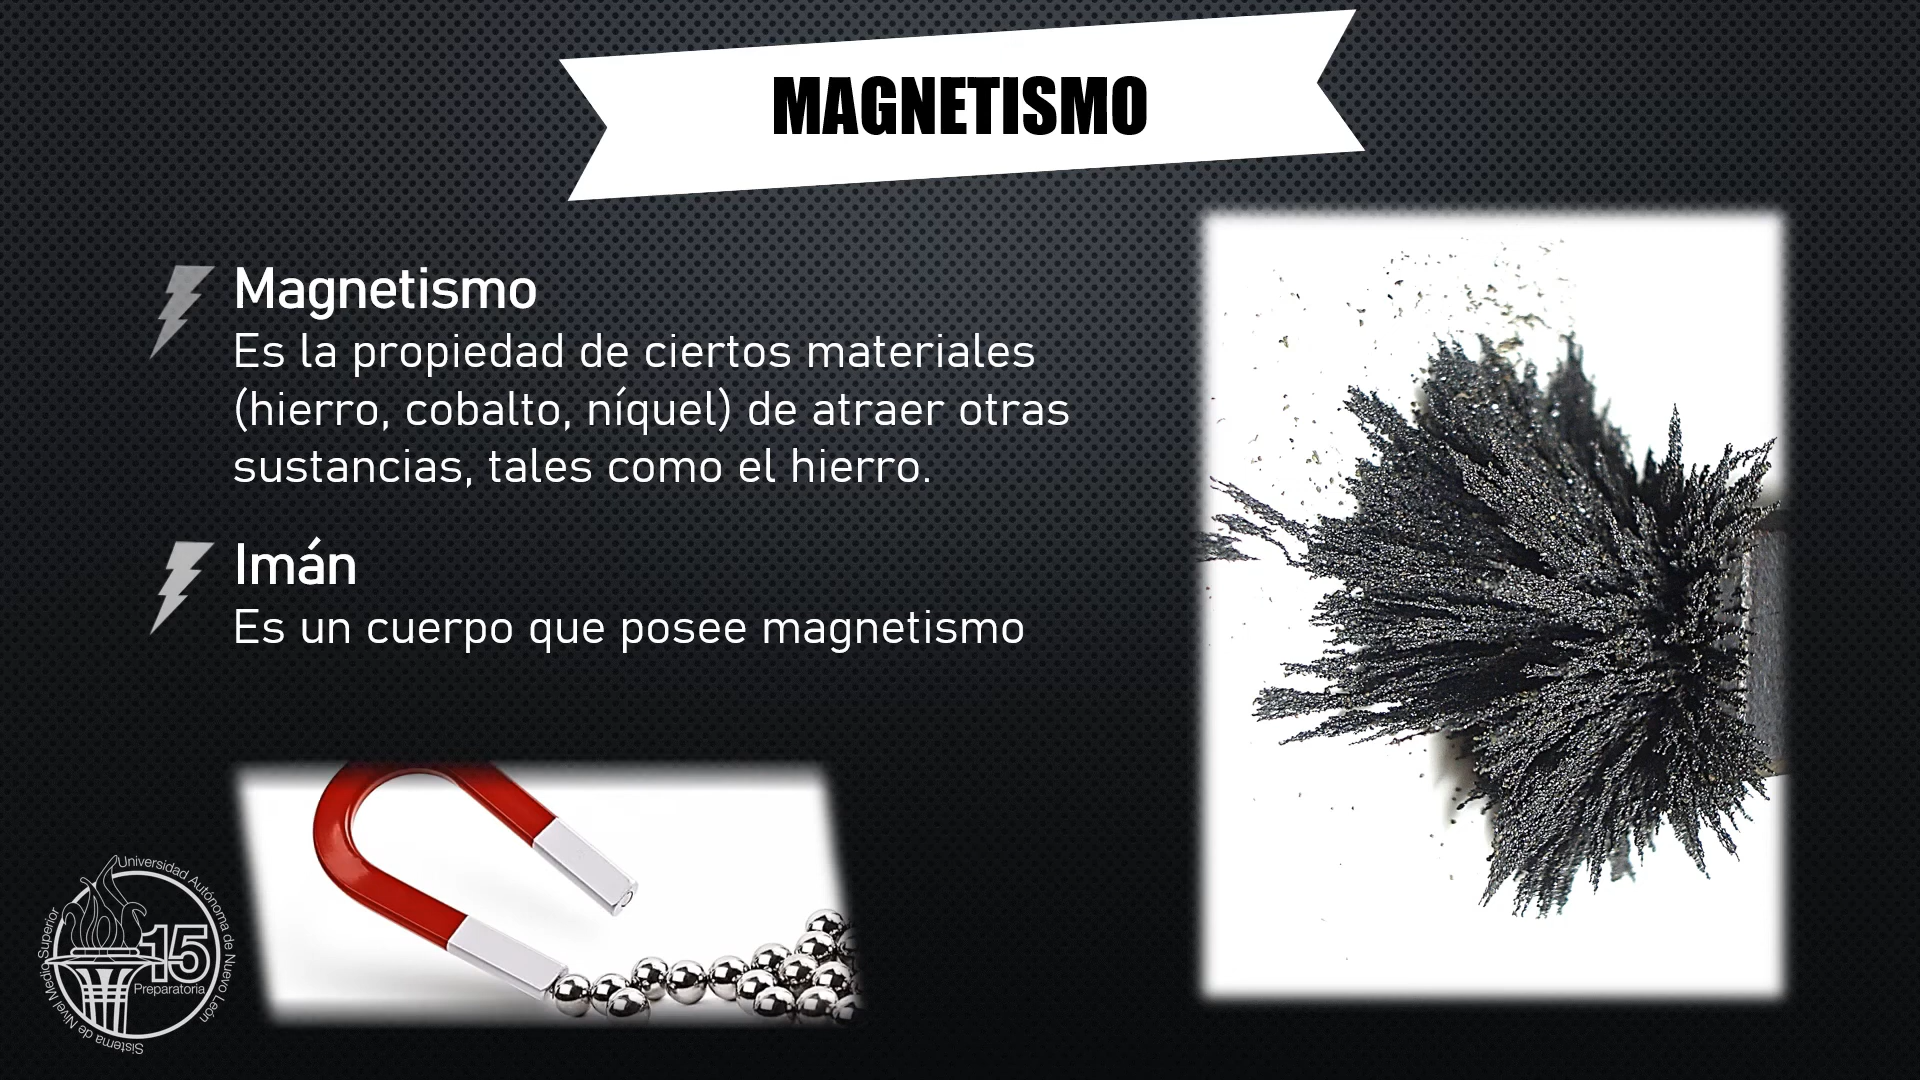 MAGNETISMO
Magnetismo
Es la propiedad de ciertos materiales
(hierro, cobalto, níquel) de atraer otras
sustancias, tales como el hierro.
Imán
Es un cuerpo que posee magnetismo
Universidad Autónoma de Nuevo León
15
Preparatoria
Sistema de Nivel Medio Superior